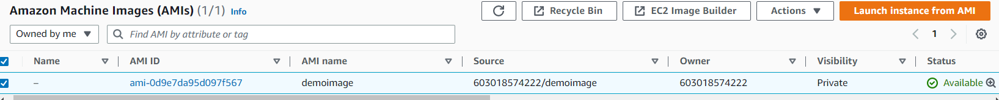 Amazon Machine Images (AMIs) (1/1) Info Recycle Bin EC2 Image Builder Actions Launch instance from AMI
Owned by me Find AMI by attribute or tag 1
Name AMI ID AMI name Source Owner Visibility Status
– ami-0d9e7da95d097f567 demoimage 603018574222/demoimage 603018574222 Private Available